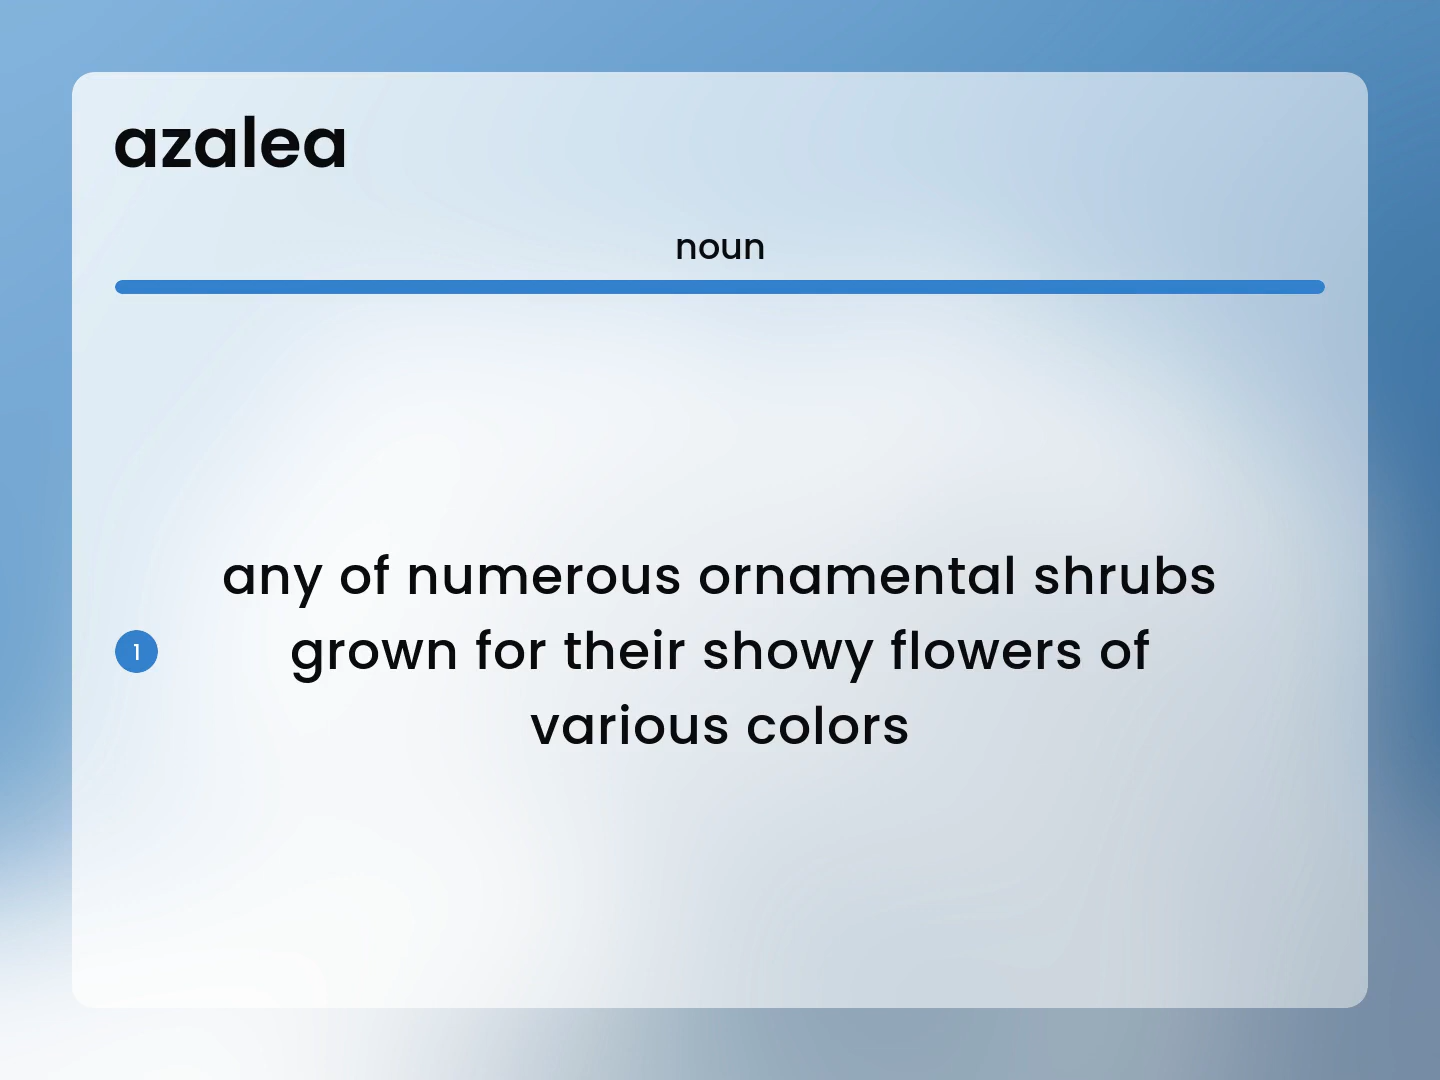 azalea
noun
1
any of numerous ornamental shrubs
grown for their showy flowers of
various colors